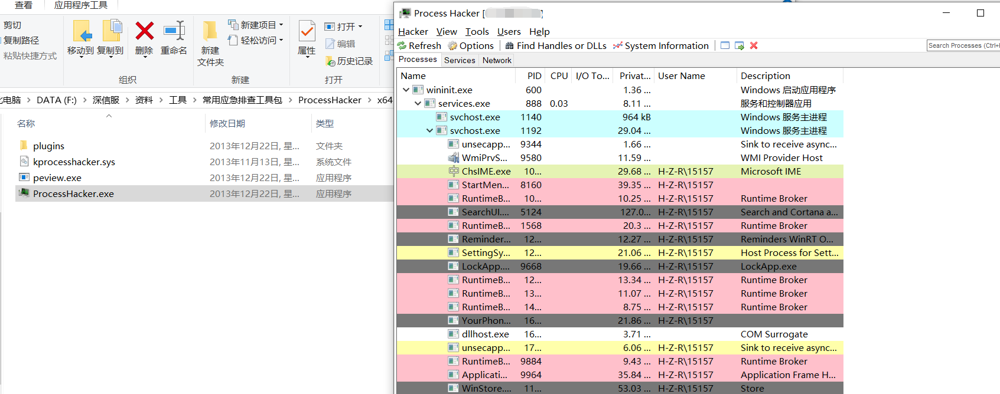 查看 应用程序工具
剪切
复制路径
粘贴快捷方式
移动到 复制到 删除 重命名
组织
新建
文件夹
新建项目
轻松访问
新建
属性
打开
编辑
历史记录
打开
电脑 > DATA (F:) > 深信服 > 资料 > 工具 > 常用应急排查工具包 > ProcessHacker > x64
名称 修改日期 类型
plugins 2013年12月22日, 星... 文件夹
kprocesshacker.sys 2013年11月13日, 星... 系统文件
peview.exe 2013年12月22日, 星... 应用程序
ProcessHacker.exe 2013年12月22日, 星... 应用程序
Process Hacker [ ]
Hacker View Tools Users Help
Refresh Options Find Handles or DLLs System Information Search Processes (Ctrl+
Processes Services Network
Name PID CPU I/O To... Privat... User Name Description
wininit.exe 600 1.36 ... Windows 启动应用程序
services.exe 888 0.03 8.11 ... 服务和控制器应用
svchost.exe 1140 964 kB Windows 服务主进程
svchost.exe 1192 29.04 ... Windows 服务主进程
unsecapp... 9344 1.66 ... Sink to receive async...
WmiPrvS... 9580 11.59 ... WMI Provider Host
ChsIME.exe 10... 29.68 ... H-Z-R\15157 Microsoft IME
StartMen... 8160 39.35 ... H-Z-R\15157
RuntimeB... 10... 10.25 ... H-Z-R\15157 Runtime Broker
SearchUI.... 5124 127.0... H-Z-R\15157 Search and Cortana a...
RuntimeB... 1568 20.3 ... H-Z-R\15157 Runtime Broker
Reminder... 12... 12.27 ... H-Z-R\15157 Reminders WinRT O...
SettingSy... 12... 21.06 ... H-Z-R\15157 Host Process for Sett...
LockApp.... 9668 19.66 ... H-Z-R\15157 LockApp.exe
RuntimeB... 12... 13.34 ... H-Z-R\15157 Runtime Broker
RuntimeB... 13... 11.07 ... H-Z-R\15157 Runtime Broker
RuntimeB... 14... 8.75 ... H-Z-R\15157 Runtime Broker
YourPhon... 16... 21.86 ... H-Z-R\15157
dllhost.exe 16... 3.71 ... COM Surrogate
unsecapp... 17... 6.06 ... H-Z-R\15157 Sink to receive async...
RuntimeB... 9884 9.43 ... H-Z-R\15157 Runtime Broker
Applicati... 9964 35.84 ... H-Z-R\15157 Application Frame H...
WinStore.... 11... 53.03 ... H-Z-R\15157 Store